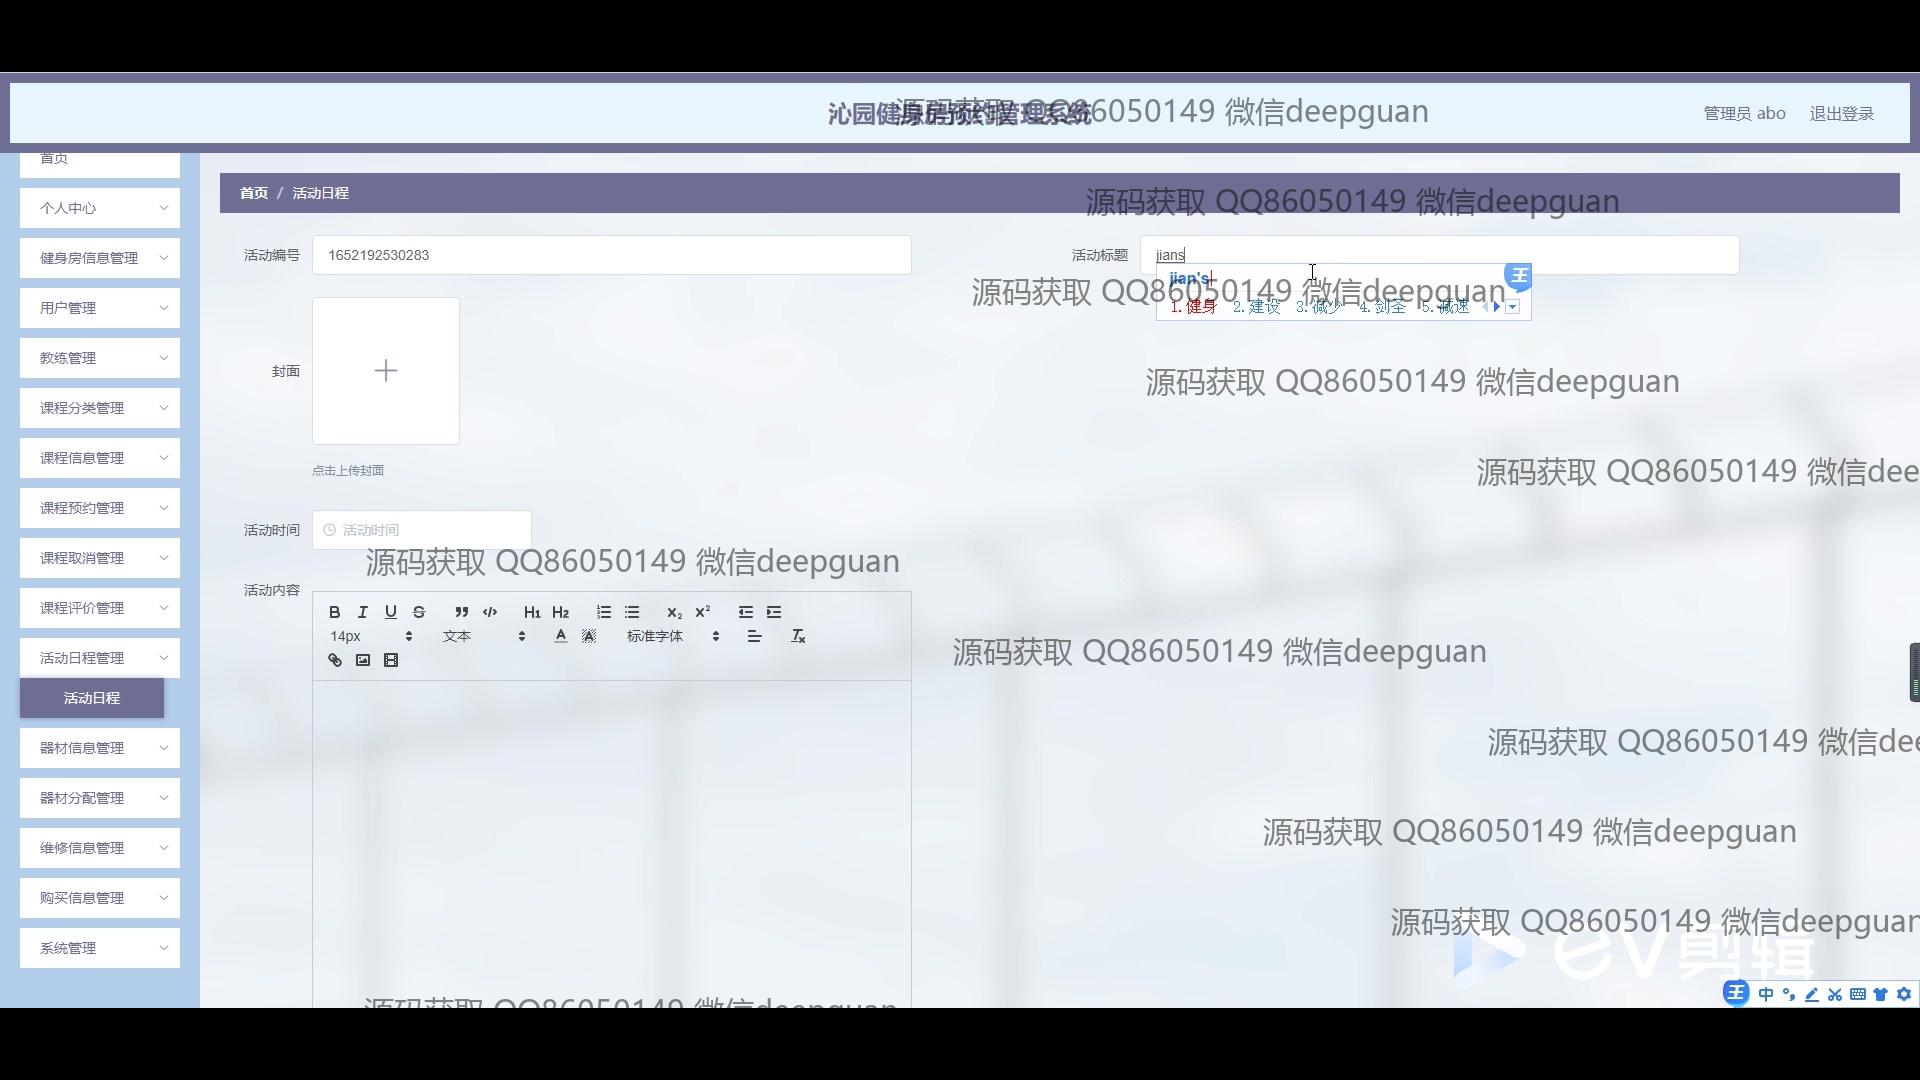 沁园健身房预约管理系统
源码获取 QQ86050149 微信deepguan
管理员 abo
退出登录
首页
个人中心
健身房信息管理
用户管理
教练管理
课程分类管理
课程信息管理
课程预约管理
课程取消管理
课程评价管理
活动日程管理
活动日程
器材信息管理
器材分配管理
维修信息管理
购买信息管理
系统管理
首页 / 活动日程
源码获取 QQ86050149 微信deepguan
活动编号
1652192530283
活动标题
jians
jian's
1.健身 2.建设 3.减少 4.剑圣 5.减速
王
源码获取 QQ86050149 微信deepguan
封面
点击上传封面
源码获取 QQ86050149 微信deepguan
源码获取 QQ86050149 微信dee
活动时间
活动时间
源码获取 QQ86050149 微信deepguan
活动内容
B I U S H1 H2 X2 X2
14px 文本 A A 标准字体 Tx
源码获取 QQ86050149 微信deepguan
源码获取 QQ86050149 微信dee
源码获取 QQ86050149 微信deepguan
源码获取 QQ86050149 微信deepguan
EV剪辑
源码获取 QQ86050149 微信deepguan
王 中